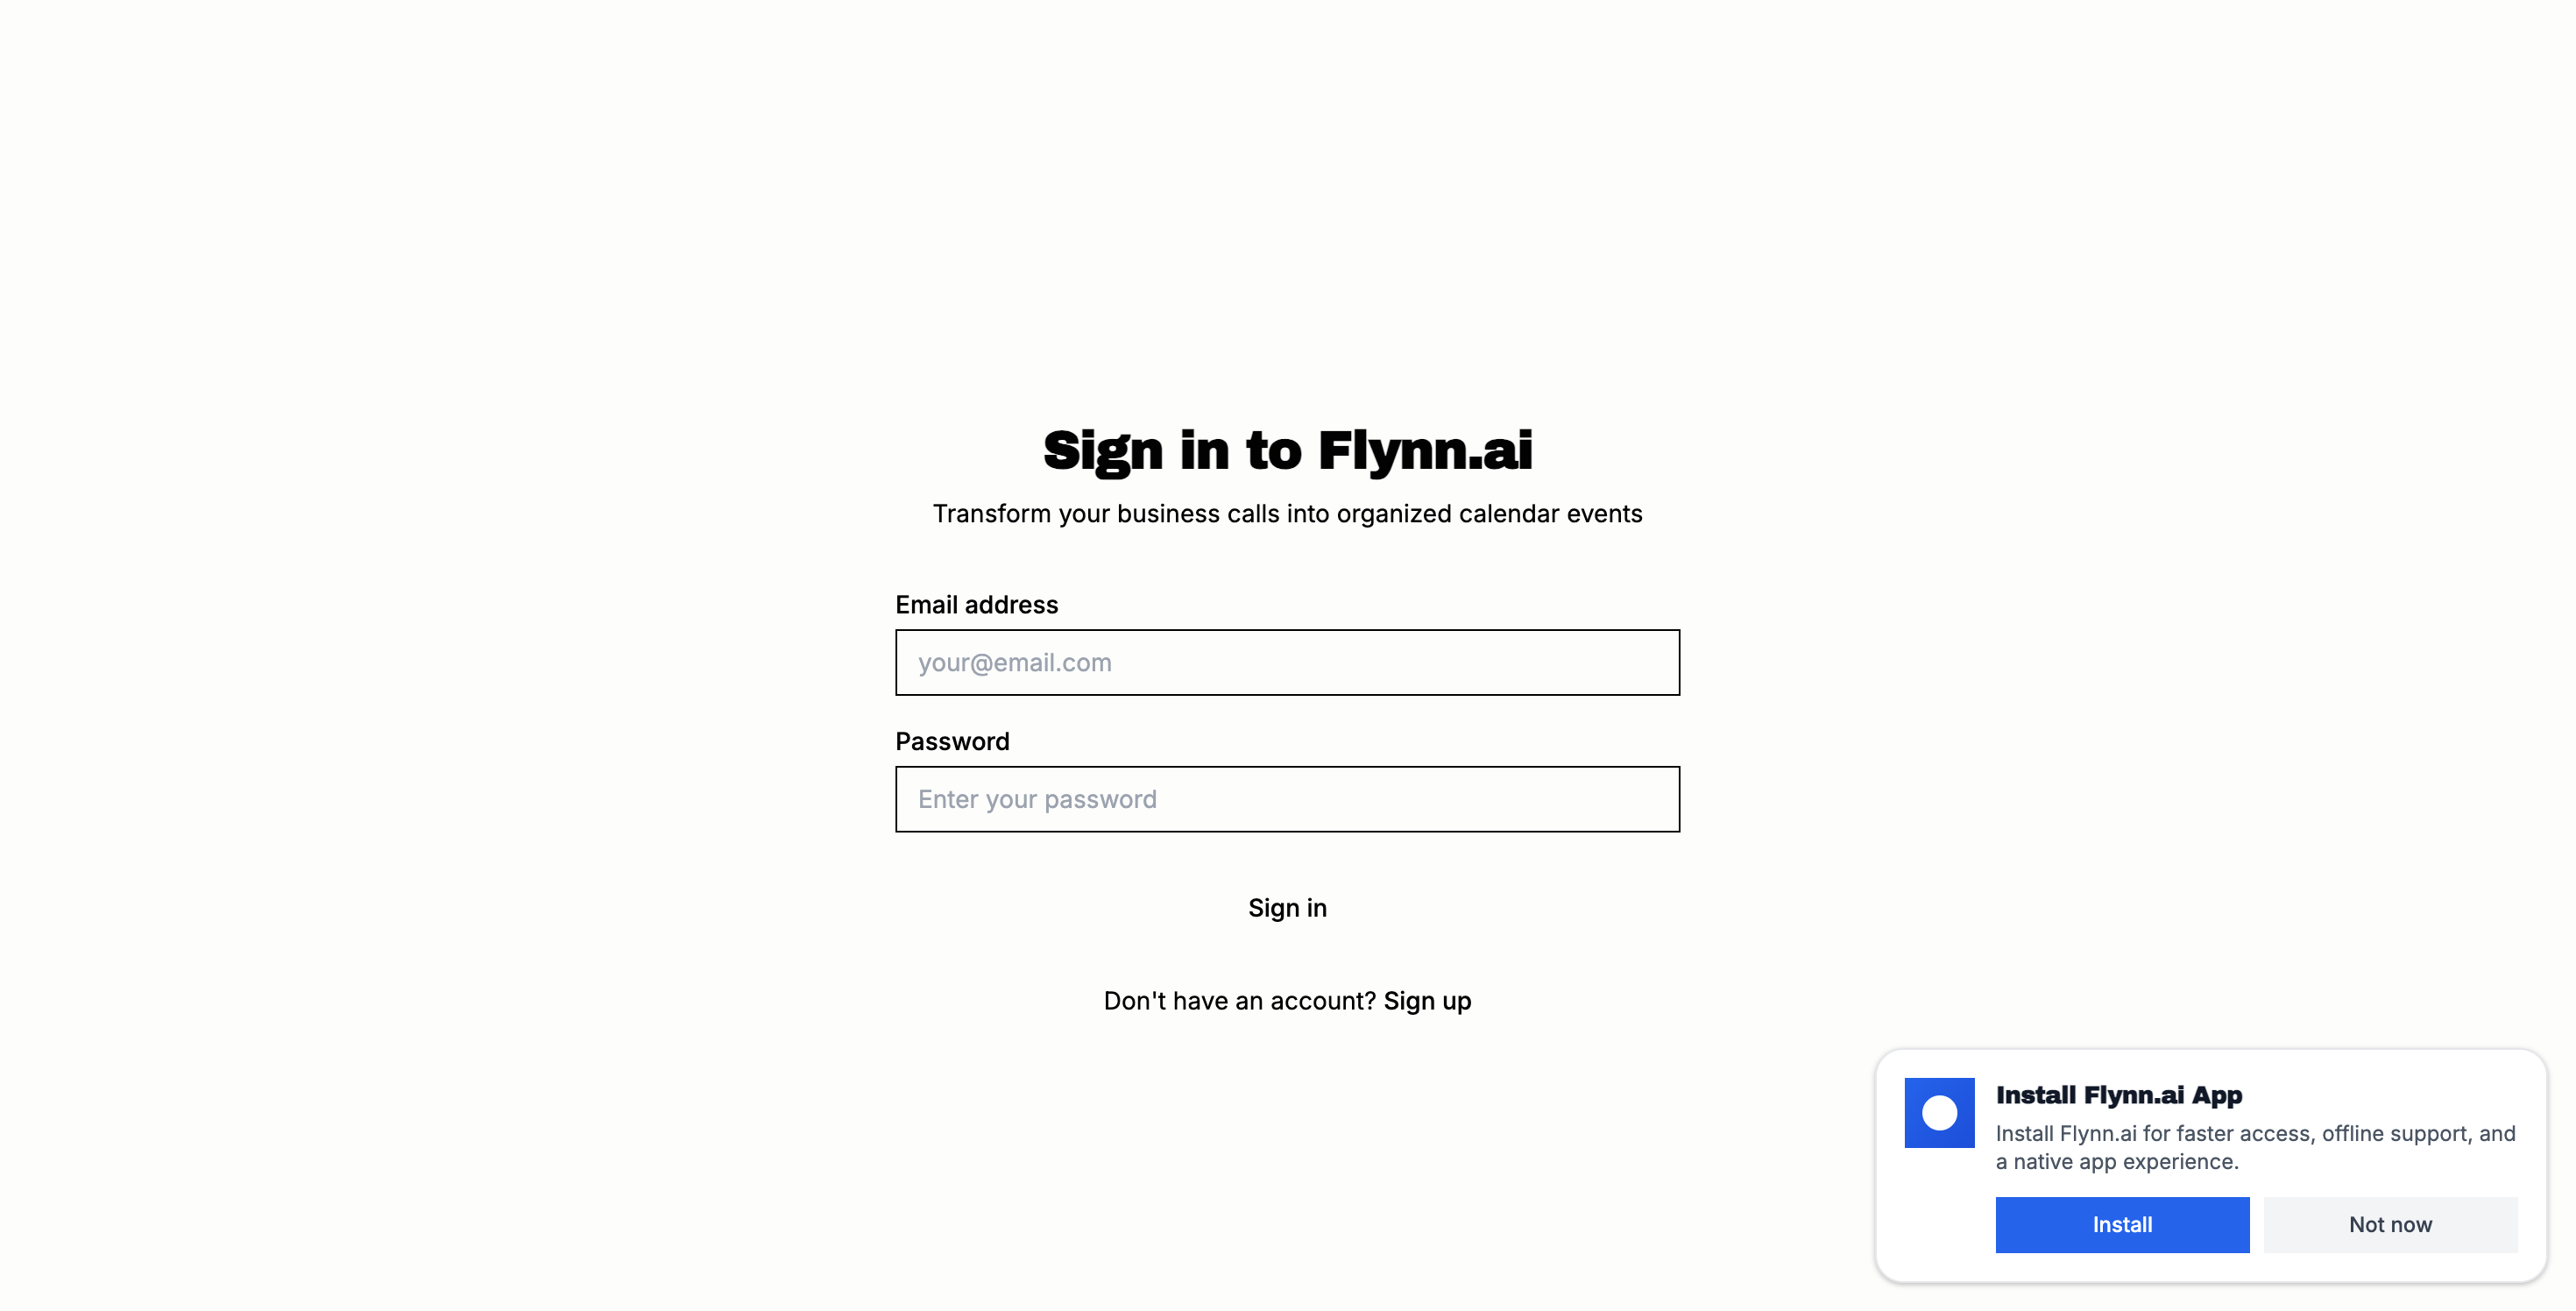 Sign in to Flynn.ai
Transform your business calls into organized calendar events
Email address
your@email.com
Password
Enter your password
Sign in
Don't have an account? Sign up
Install Flynn.ai App
Install Flynn.ai for faster access, offline support, and
a native app experience.
Install
Not now